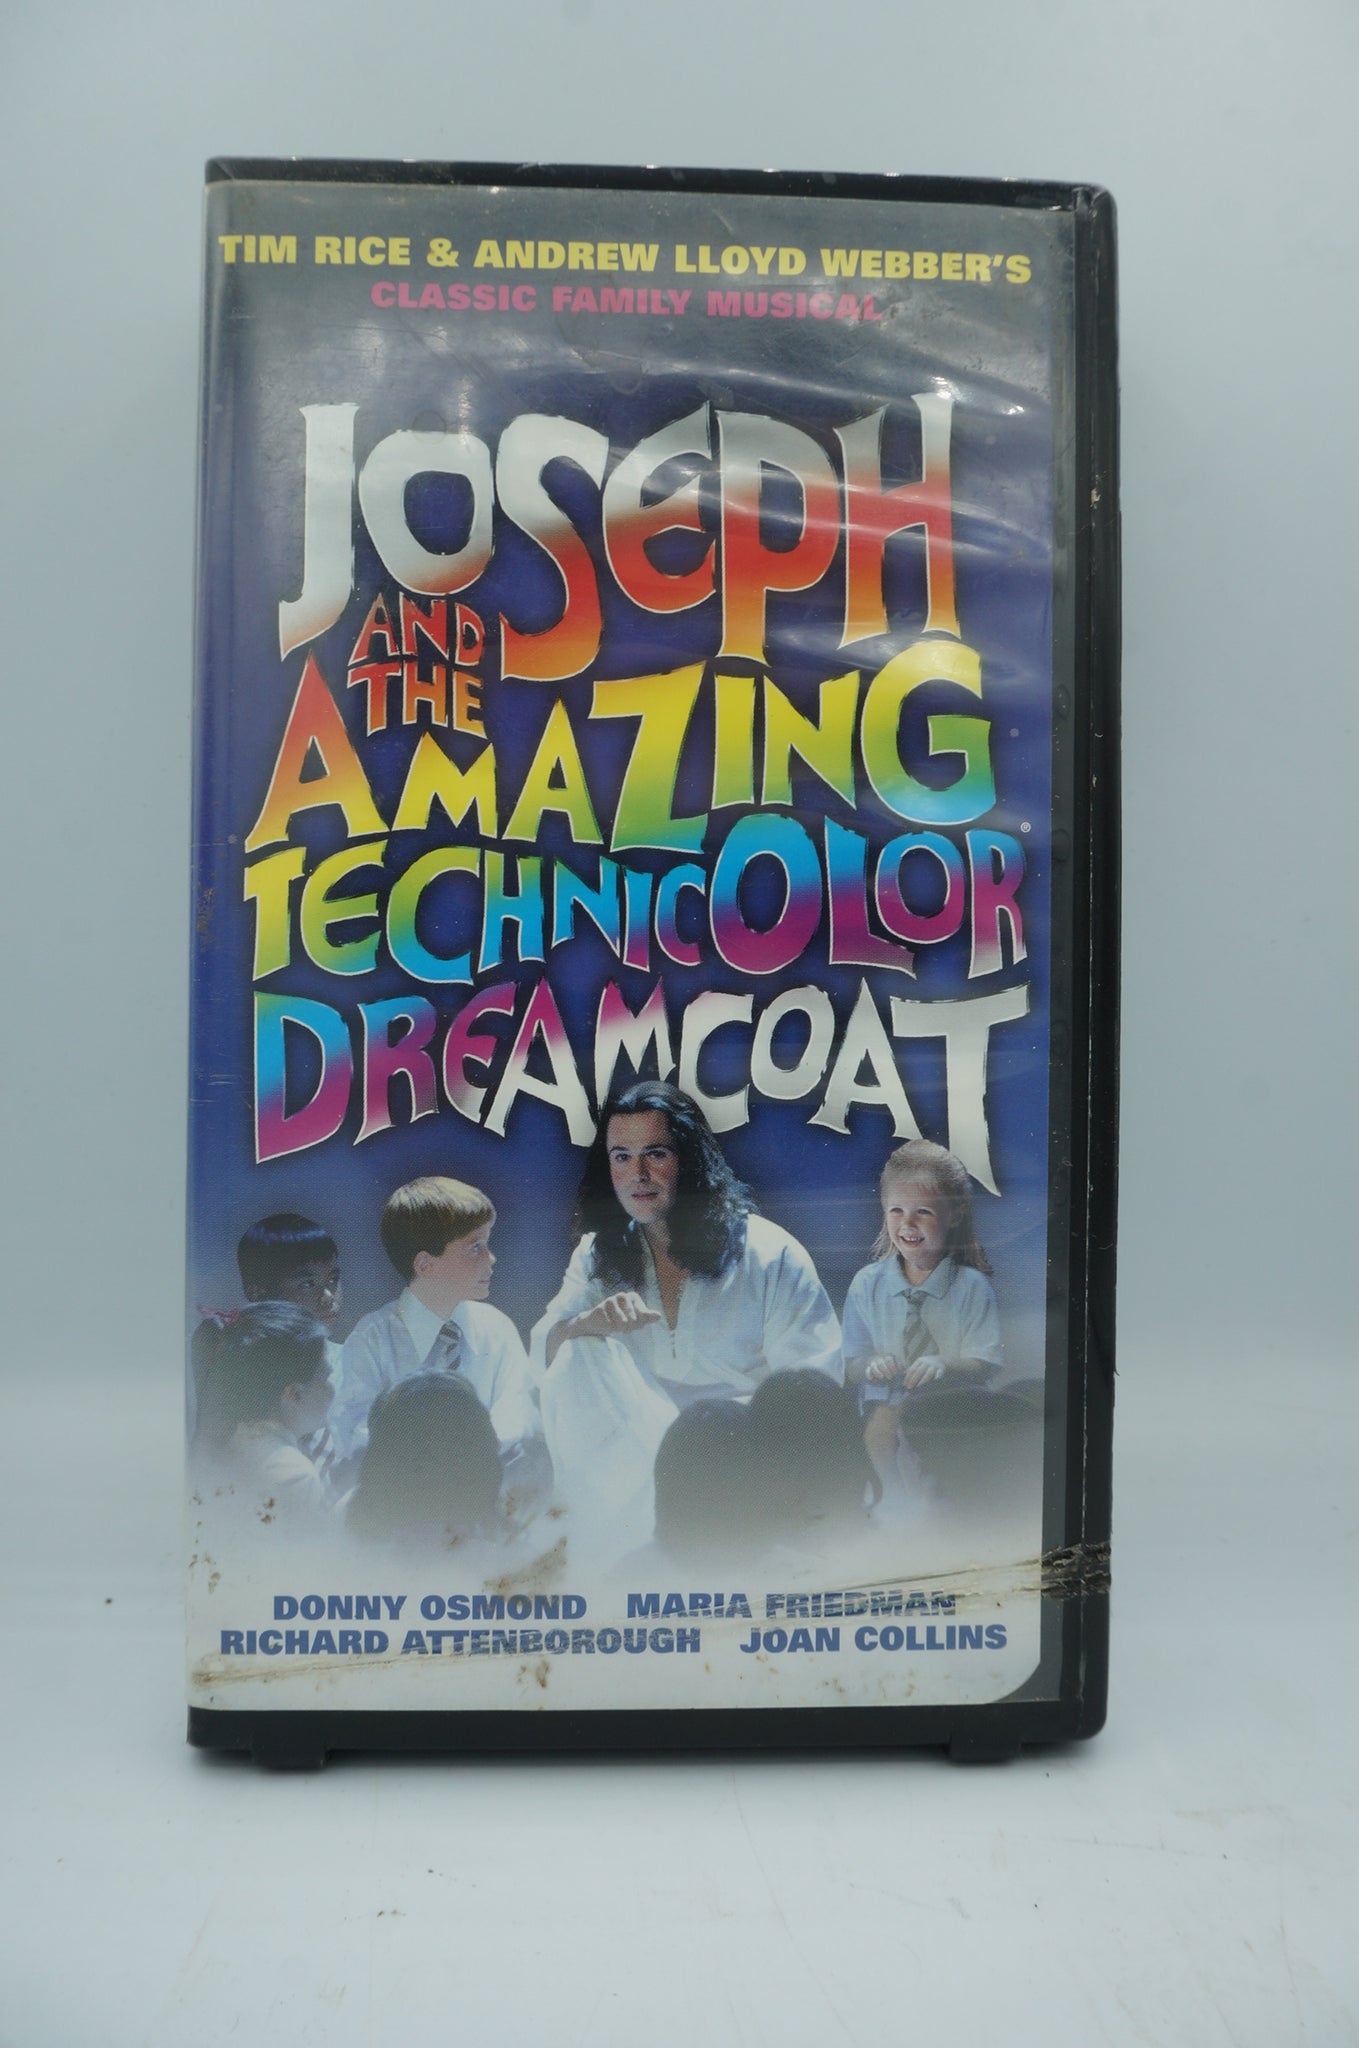 TIM RICE & ANDREW LLOYD WEBBER'S
CLASSIC FAMILY MUSICAL
JOSEPH
AND
THE
AMAZING
TECHNICOLOR®
DREAMCOAT
DONNY OSMOND MARIA FRIEDMAN
RICHARD ATTENBOROUGH JOAN COLLINS